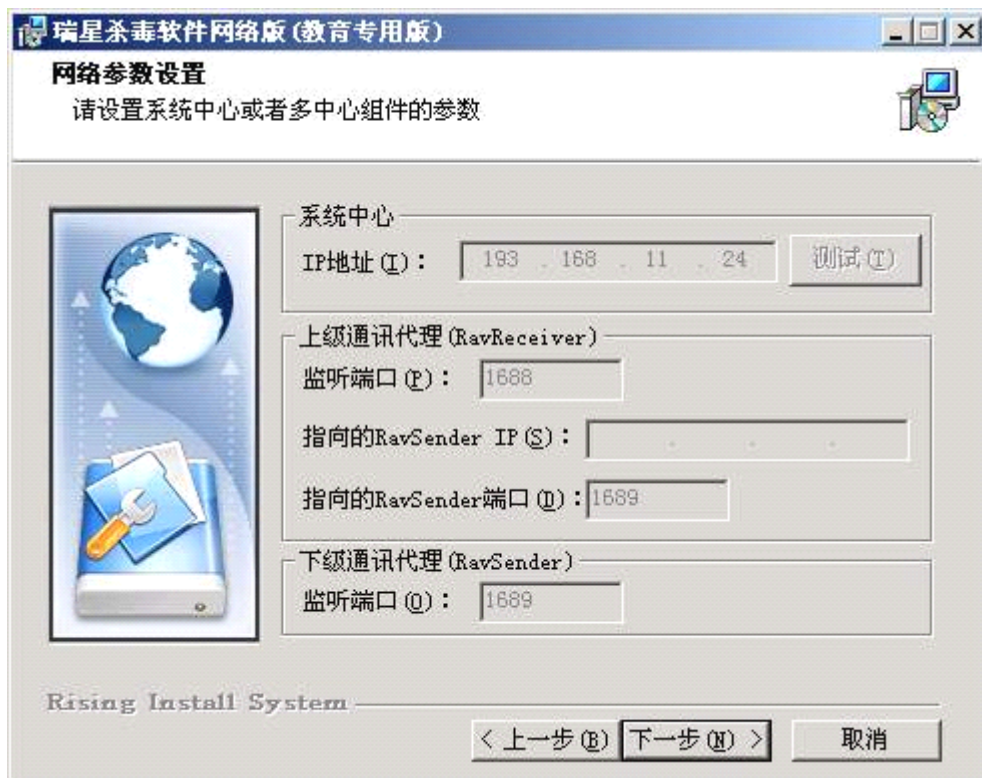 瑞星杀毒软件网络版(教育专用版)
网络参数设置
请设置系统中心或者多中心组件的参数
系统中心
IP地址(I)： 193 . 168 . 11 . 24 测试(T)
上级通讯代理(RavReceiver)
监听端口(P)： 1688
指向的RavSender IP(S)： . . .
指向的RavSender端口(D)：1689
下级通讯代理(RavSender)
监听端口(O)： 1689
Rising Install System
< 上一步(B) 下一步(N) > 取消